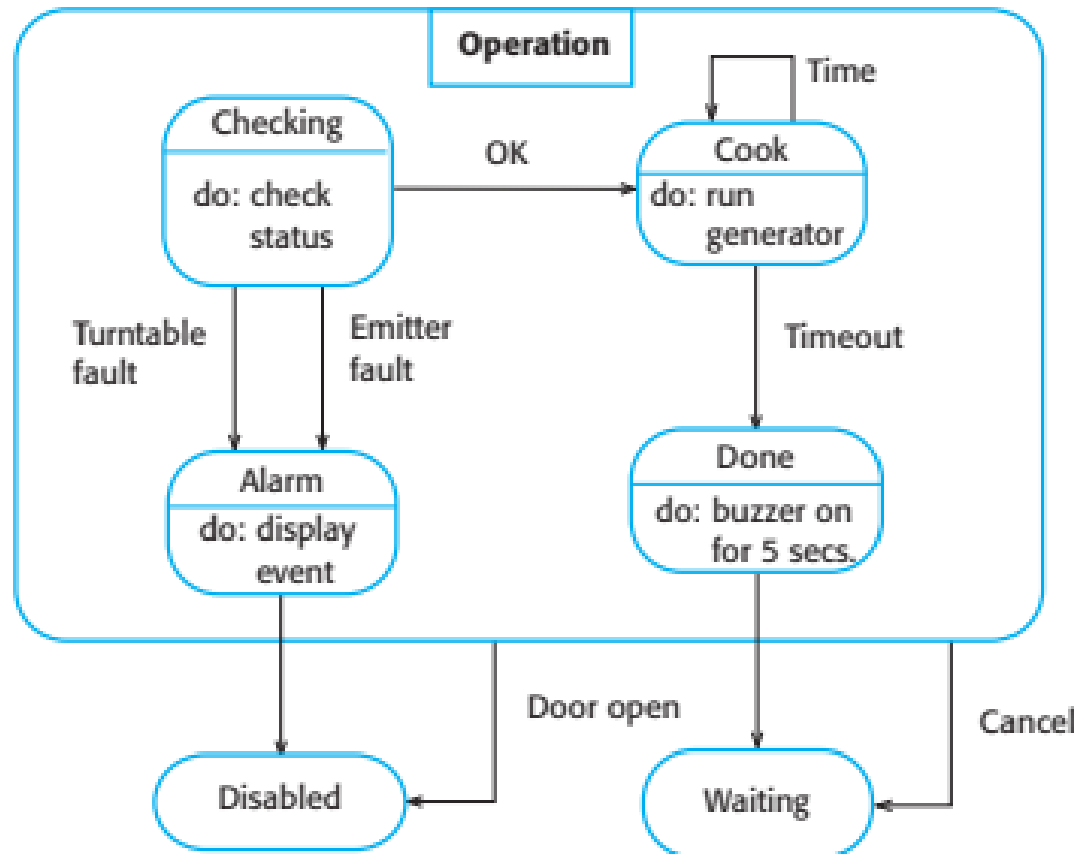 Operation
Time
Checking
Cook
OK
do: check
status
do: run
generator
Turntable
fault
Emitter
fault
Timeout
Alarm
do: display
event
Done
do: buzzer on
for 5 secs.
Door open
Cancel
Disabled
Waiting